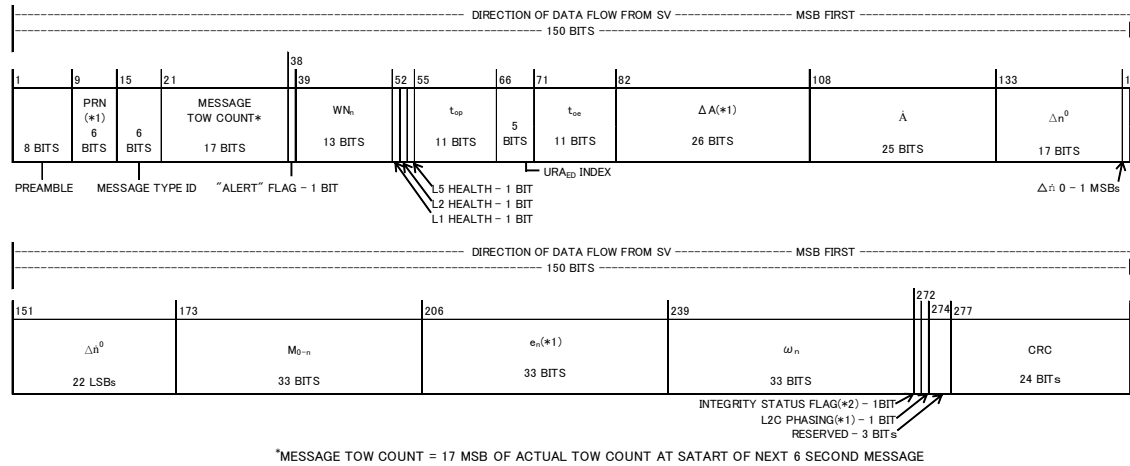 DIRECTION OF DATA FLOW FROM SV MSB FIRST
150 BITS
38
1 9 15 21 39 52 55 66 71 82 108 133 1
PRN (*1) 6 BITS
MESSAGE TOW COUNT*
WNₙ
tₒₚ
5 BITS
tₒₑ
ΔA(*1)
Ȧ
Δn⁰
8 BITS
6 BITS
17 BITS
13 BITS
11 BITS
11 BITS
26 BITS
25 BITS
17 BITS
PREAMBLE
MESSAGE TYPE ID
"ALERT" FLAG - 1 BIT
URA_ED INDEX
L5 HEALTH - 1 BIT
L2 HEALTH - 1 BIT
L1 HEALTH - 1 BIT
Δṅ 0 - 1 MSBs
DIRECTION OF DATA FLOW FROM SV MSB FIRST
150 BITS
272
151 173 206 239 274 277
Δṅ⁰
M₀₋ₙ
eₙ(*1)
ωₙ
CRC
22 LSBs
33 BITS
33 BITS
33 BITS
24 BITs
INTEGRITY STATUS FLAG(*2) - 1BIT
L2C PHASING(*1) - 1 BIT
RESERVED - 3 BITs
*MESSAGE TOW COUNT = 17 MSB OF ACTUAL TOW COUNT AT SATART OF NEXT 6 SECOND MESSAGE